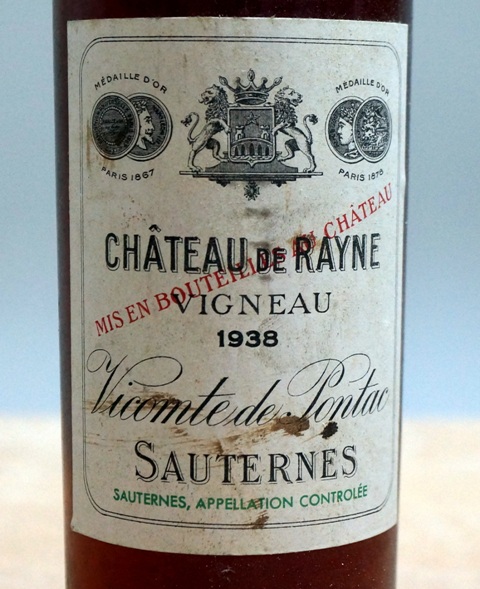 MÉDAILLE D'OR
PARIS 1867
MÉDAILLE D'OR
PARIS 1878
CHÂTEAU DE RAYNE
MIS EN BOUTEILLES AU CHÂTEAU
VIGNEAU
1938
Vicomte de Pontac
SAUTERNES
SAUTERNES, APPELLATION CONTROLÉE